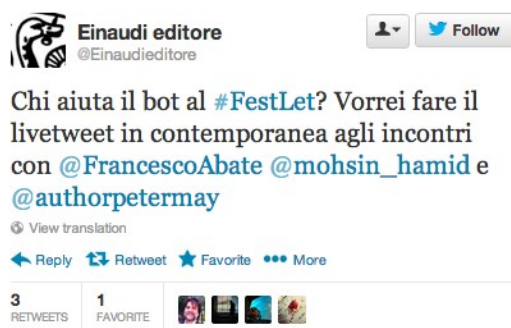 Einaudi editore
@Einaudieditore
Follow
Chi aiuta il bot al #FestLet? Vorrei fare il
livetweet in contemporanea agli incontri
con @FrancescoAbate @mohsin_hamid e
@authorpetermay
View translation
Reply Retweet Favorite More
3 1
RETWEETS FAVORITE